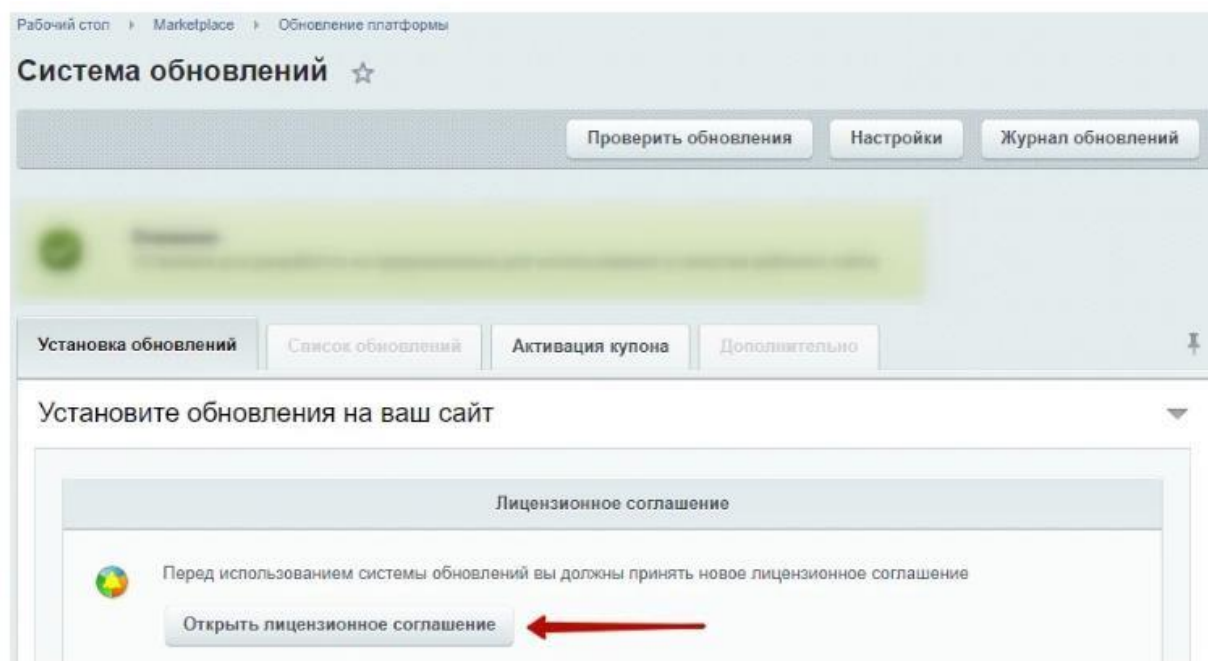 Рабочий стол Marketplace Обновление платформы
Система обновлений
Проверить обновления Настройки Журнал обновлений
Установка обновлений Список обновлений Активация купона Дополнительно
Установите обновления на ваш сайт
Лицензионное соглашение
Перед использованием системы обновлений вы должны принять новое лицензионное соглашение
Открыть лицензионное соглашение